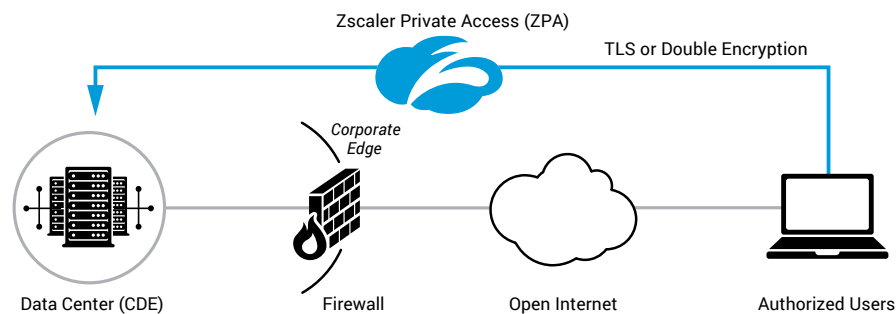 Zscaler Private Access (ZPA)
TLS or Double Encryption
Corporate
Edge
Data Center (CDE)
Firewall
Open Internet
Authorized Users